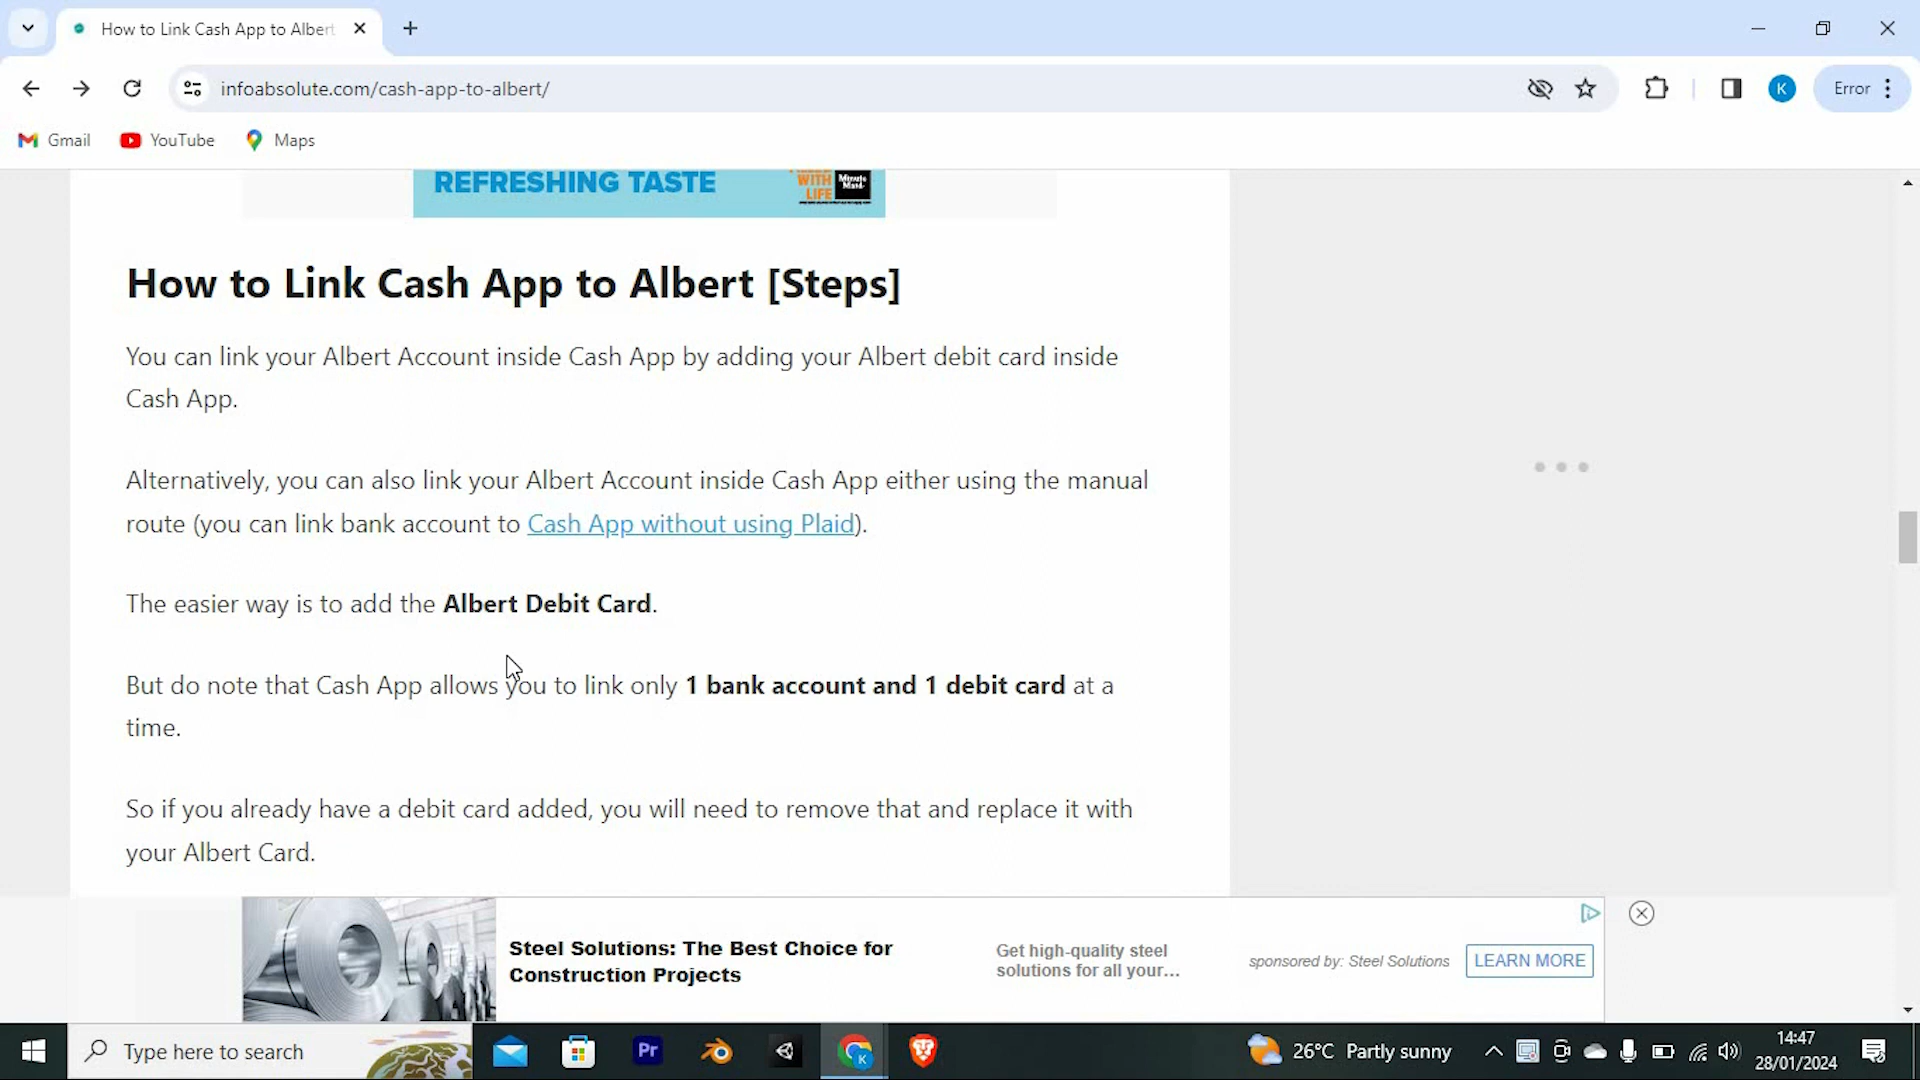 How to Link Cash App to Albert
infoabsolute.com/cash-app-to-albert/
K
Error
Gmail
YouTube
Maps
REFRESHING TASTE
WITH
LIFE
Minute
Maid
How to Link Cash App to Albert [Steps]
You can link your Albert Account inside Cash App by adding your Albert debit card inside
Cash App.
Alternatively, you can also link your Albert Account inside Cash App either using the manual
route (you can link bank account to Cash App without using Plaid).
The easier way is to add the Albert Debit Card.
But do note that Cash App allows you to link only 1 bank account and 1 debit card at a
time.
So if you already have a debit card added, you will need to remove that and replace it with
your Albert Card.
Steel Solutions: The Best Choice for
Construction Projects
Get high-quality steel
solutions for all your...
sponsored by: Steel Solutions
LEARN MORE
Type here to search
Pr
K
26°C Partly sunny
14:47
28/01/2024